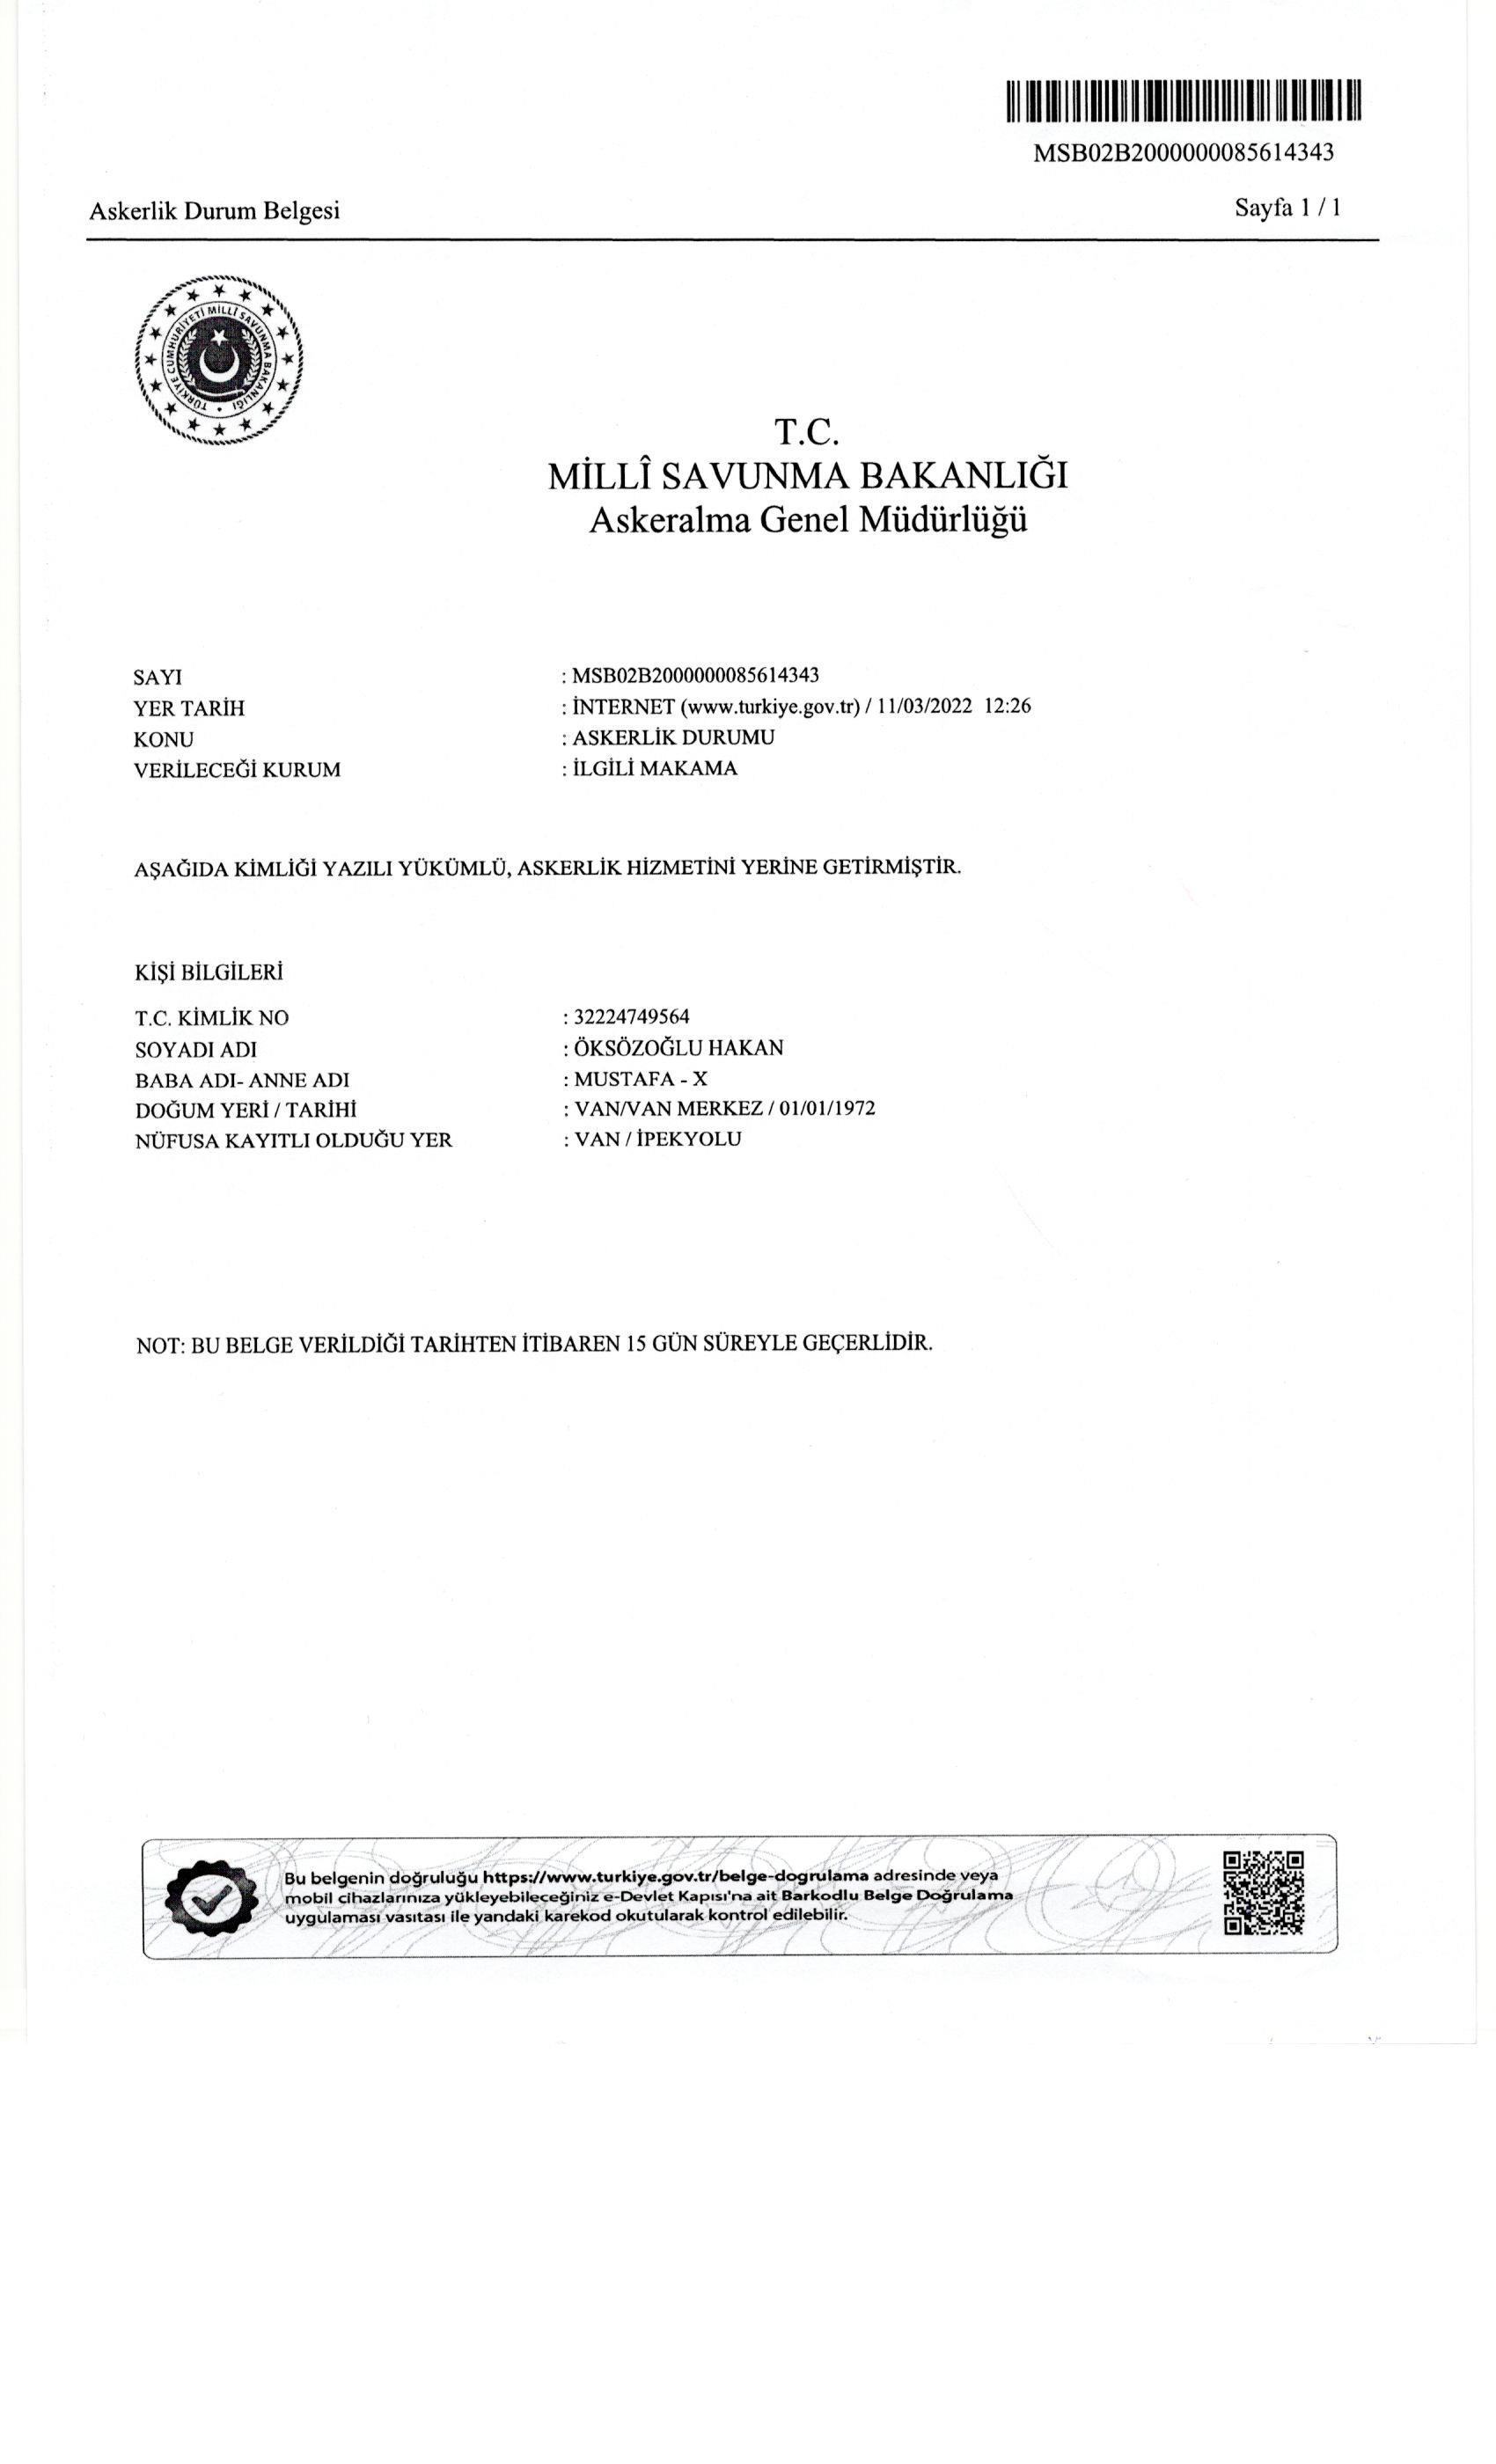 MSB02B2000000085614343
Askerlik Durum Belgesi
Sayfa 1 / 1
TÜRKİYE CUMHURİYETİ MİLLÎ SAVUNMA BAKANLIĞI
T.C.
MİLLÎ SAVUNMA BAKANLIĞI
Askeralma Genel Müdürlüğü
SAYI : MSB02B2000000085614343
YER TARİH : İNTERNET (www.turkiye.gov.tr) / 11/03/2022 12:26
KONU : ASKERLİK DURUMU
VERİLECEĞİ KURUM : İLGİLİ MAKAMA
AŞAĞIDA KİMLİĞİ YAZILI YÜKÜMLÜ, ASKERLİK HİZMETİNİ YERİNE GETİRMİŞTİR.
KİŞİ BİLGİLERİ
T.C. KİMLİK NO : 32224749564
SOYADI ADI : ÖKSÖZOĞLU HAKAN
BABA ADI- ANNE ADI : MUSTAFA - X
DOĞUM YERİ / TARİHİ : VAN/VAN MERKEZ / 01/01/1972
NÜFUSA KAYITLI OLDUĞU YER : VAN / İPEKYOLU
NOT: BU BELGE VERİLDİĞİ TARİHTEN İTİBAREN 15 GÜN SÜREYLE GEÇERLİDİR.
Bu belgenin doğruluğu https://www.turkiye.gov.tr/belge-dogrulama adresinde veya
mobil cihazlarınıza yükleyebileceğiniz e-Devlet Kapısı'na ait Barkodlu Belge Doğrulama
uygulaması vasıtası ile yandaki karekod okutularak kontrol edilebilir.